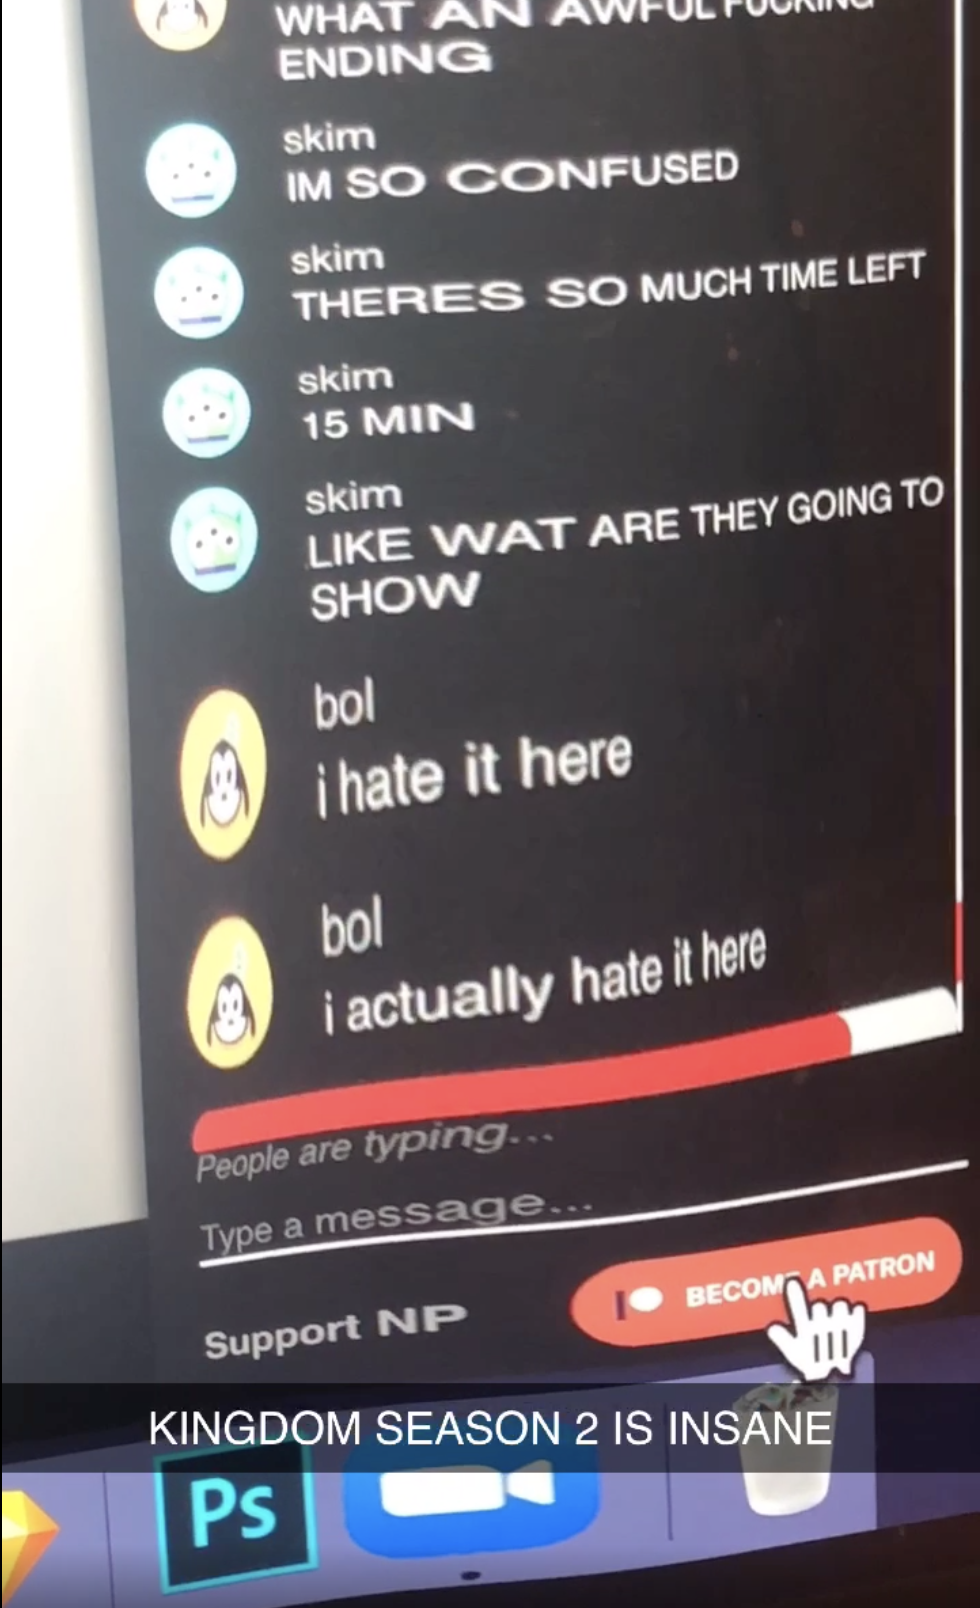 WHAT AN AWFUL FUCKING
ENDING
skim
IM SO CONFUSED
skim
THERES SO MUCH TIME LEFT
skim
15 MIN
skim
LIKE WAT ARE THEY GOING TO
SHOW
bol
i hate it here
bol
i actually hate it here
People are typing...
Type a message...
Support NP
BECOME A PATRON
KINGDOM SEASON 2 IS INSANE
Ps